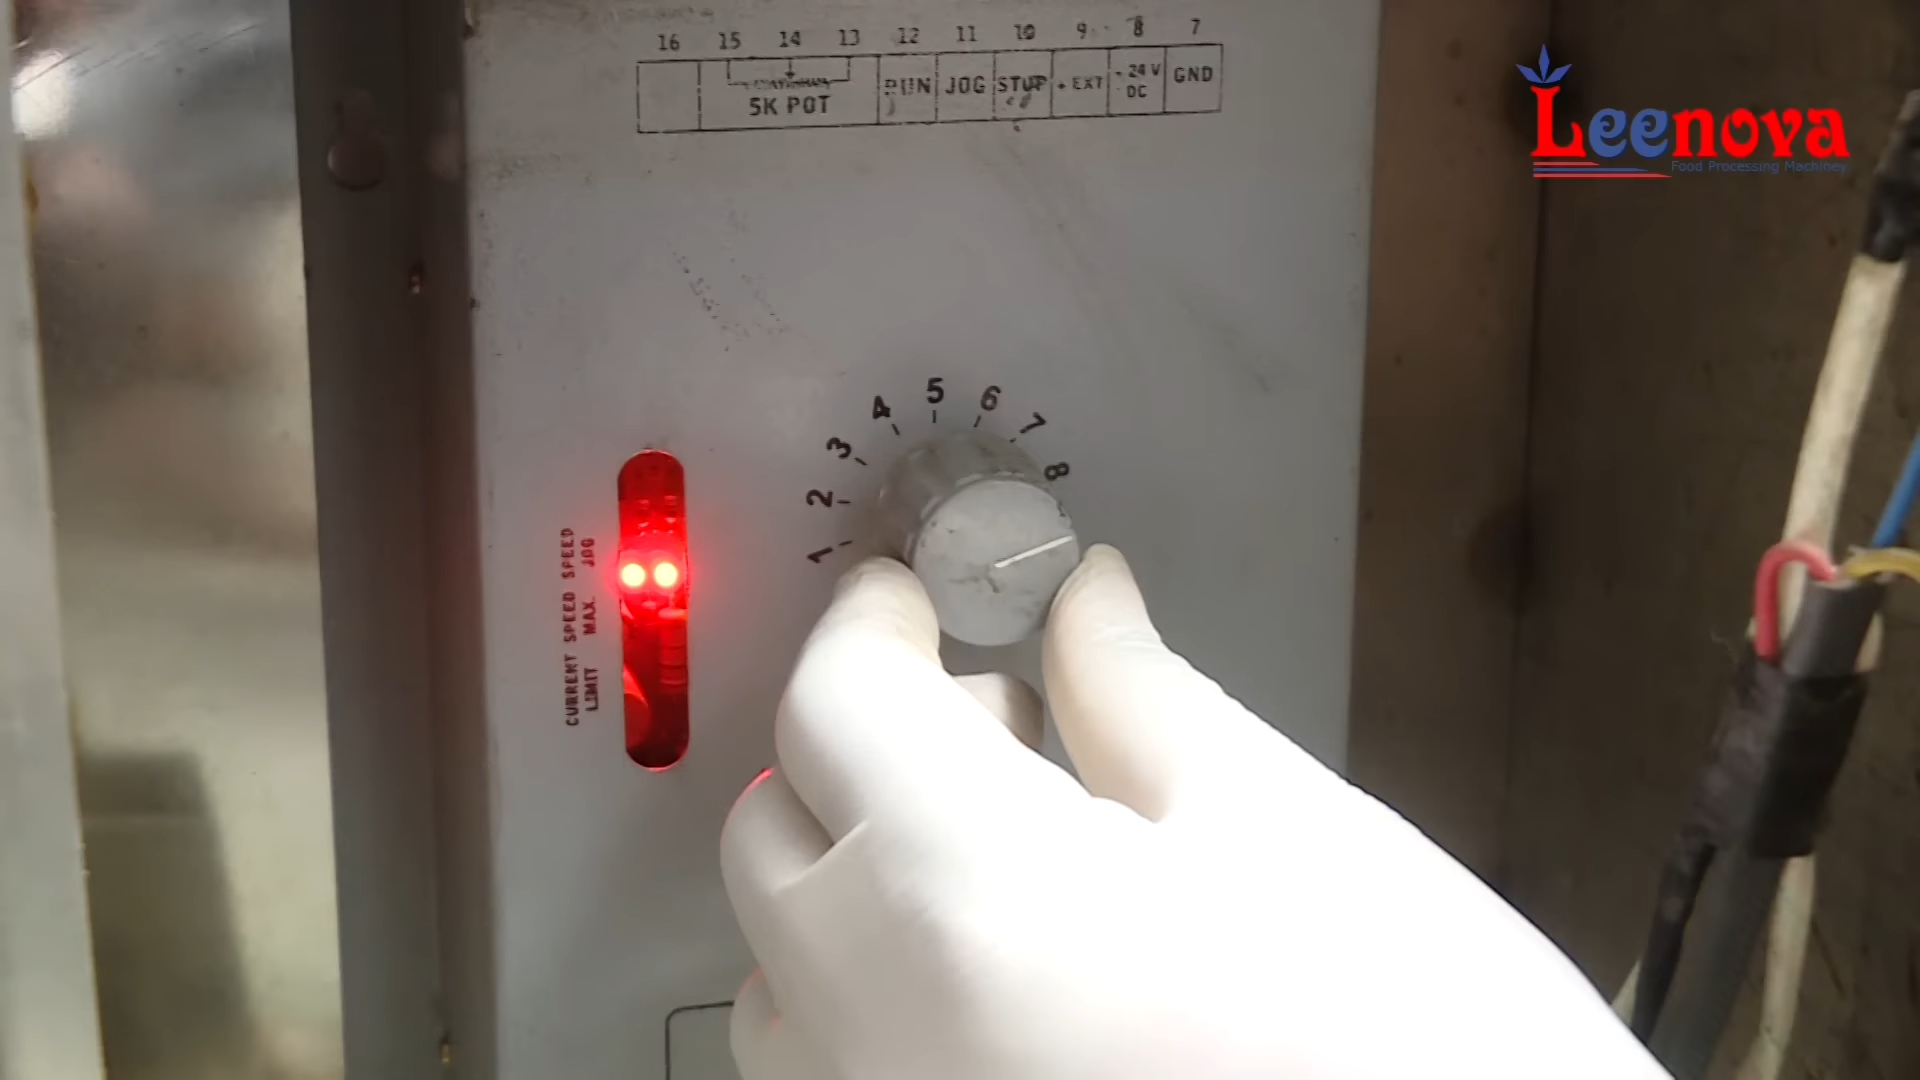 16 15 14 13 12 11 10 9 8 7
5K POT RUN JOG STOP + EXT - 24 V DC GND
Leenova
Food Processing Machinery
5
4 6
3 7
2 8
1
CURRENT SPEED SPEED
LIMIT MAX. JOG